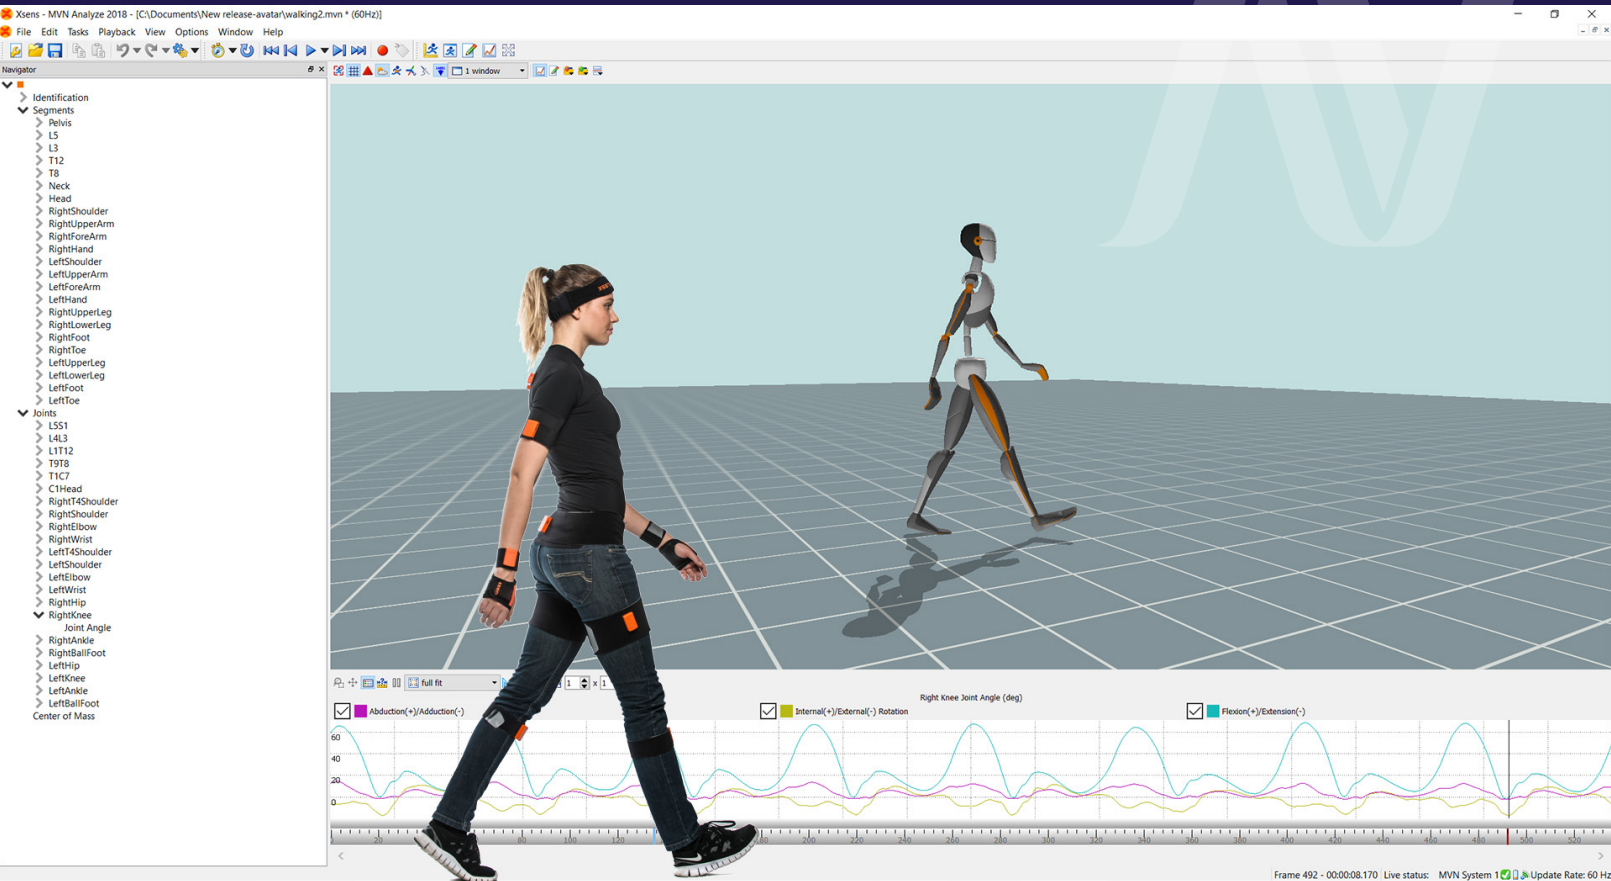 Xsens - MVN Analyze 2018 - [C:\Documents\New release-avatar\walking2.mvn * (60Hz)]
File Edit Tasks Playback View Options Window Help
Navigator
1 window
Identification
Segments
Pelvis
L5
L3
T12
T8
Neck
Head
RightShoulder
RightUpperArm
RightForeArm
RightHand
LeftShoulder
LeftUpperArm
LeftForeArm
LeftHand
RightUpperLeg
RightLowerLeg
RightFoot
RightToe
LeftUpperLeg
LeftLowerLeg
LeftFoot
LeftToe
Joints
L5S1
L4L3
L1T12
T9T8
T1C7
C1Head
RightT4Shoulder
RightShoulder
RightElbow
RightWrist
LeftT4Shoulder
LeftShoulder
LeftElbow
LeftWrist
RightHip
RightKnee
Joint Angle
RightAnkle
RightBallFoot
LeftHip
LeftKnee
LeftAnkle
LeftBallFoot
Center of Mass
full fit 1 x 1
Right Knee Joint Angle (deg)
Abduction(+)/Adduction(-) Internal(+)/External(-) Rotation Flexion(+)/Extension(-)
60
40
20
0
20 80 100 120 200 220 240 260 280 300 320 340 360 380 400 420 440 460 480 500 520
Frame 492 - 00:00:08.170 Live status: MVN System 1 Update Rate: 60 Hz